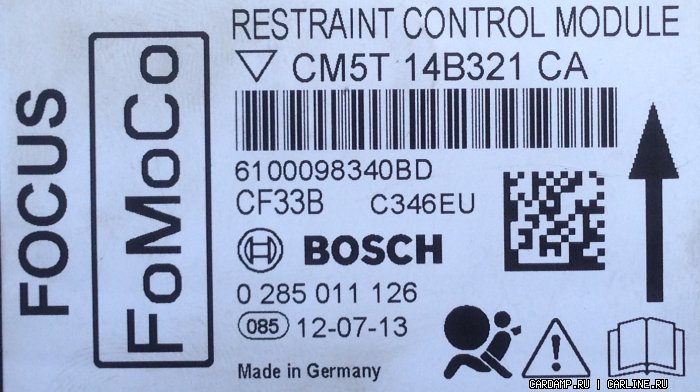 RESTRAINT CONTROL MODULE
CM5T 14B321 CA
6100098340BD
CF33B C346EU
BOSCH
0 285 011 126
085 12-07-13
Made in Germany
FOCUS
FoMoCo
CARDAMP.RU | CARLINE.RU